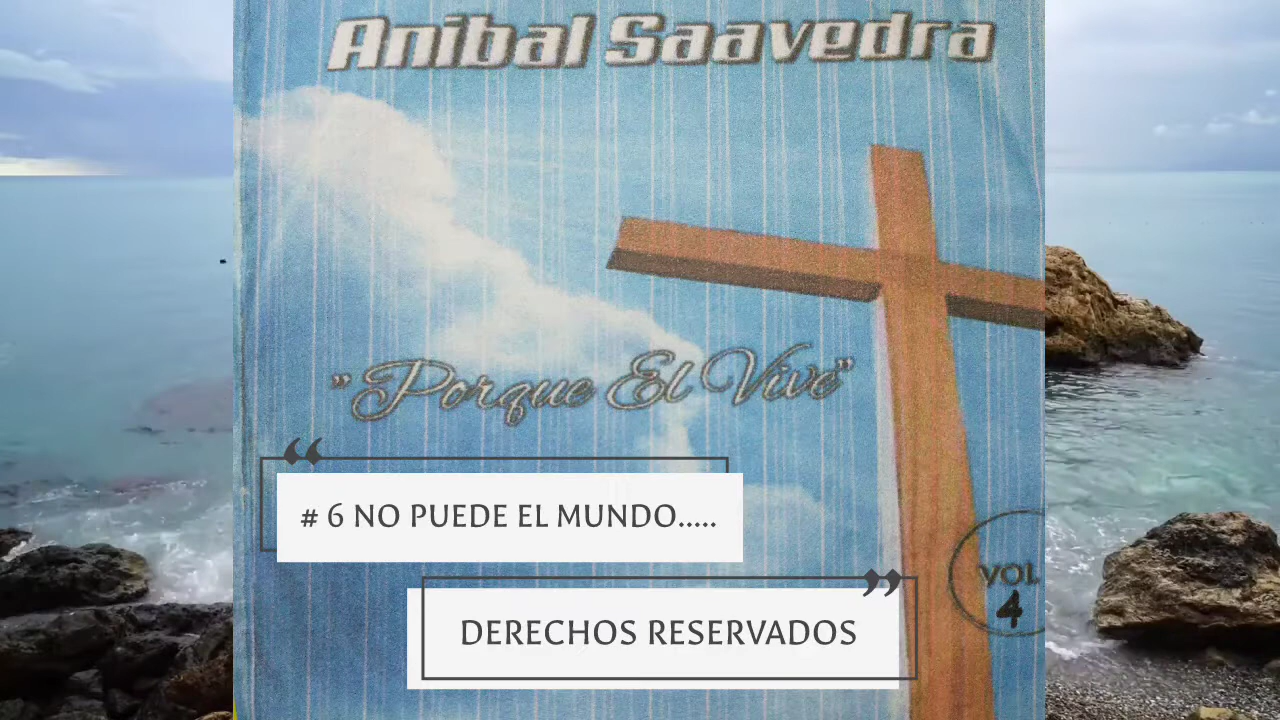 Anibal Saavedra
"Porque El Vive"
# 6 NO PUEDE EL MUNDO.....
VOL
4
DERECHOS RESERVADOS